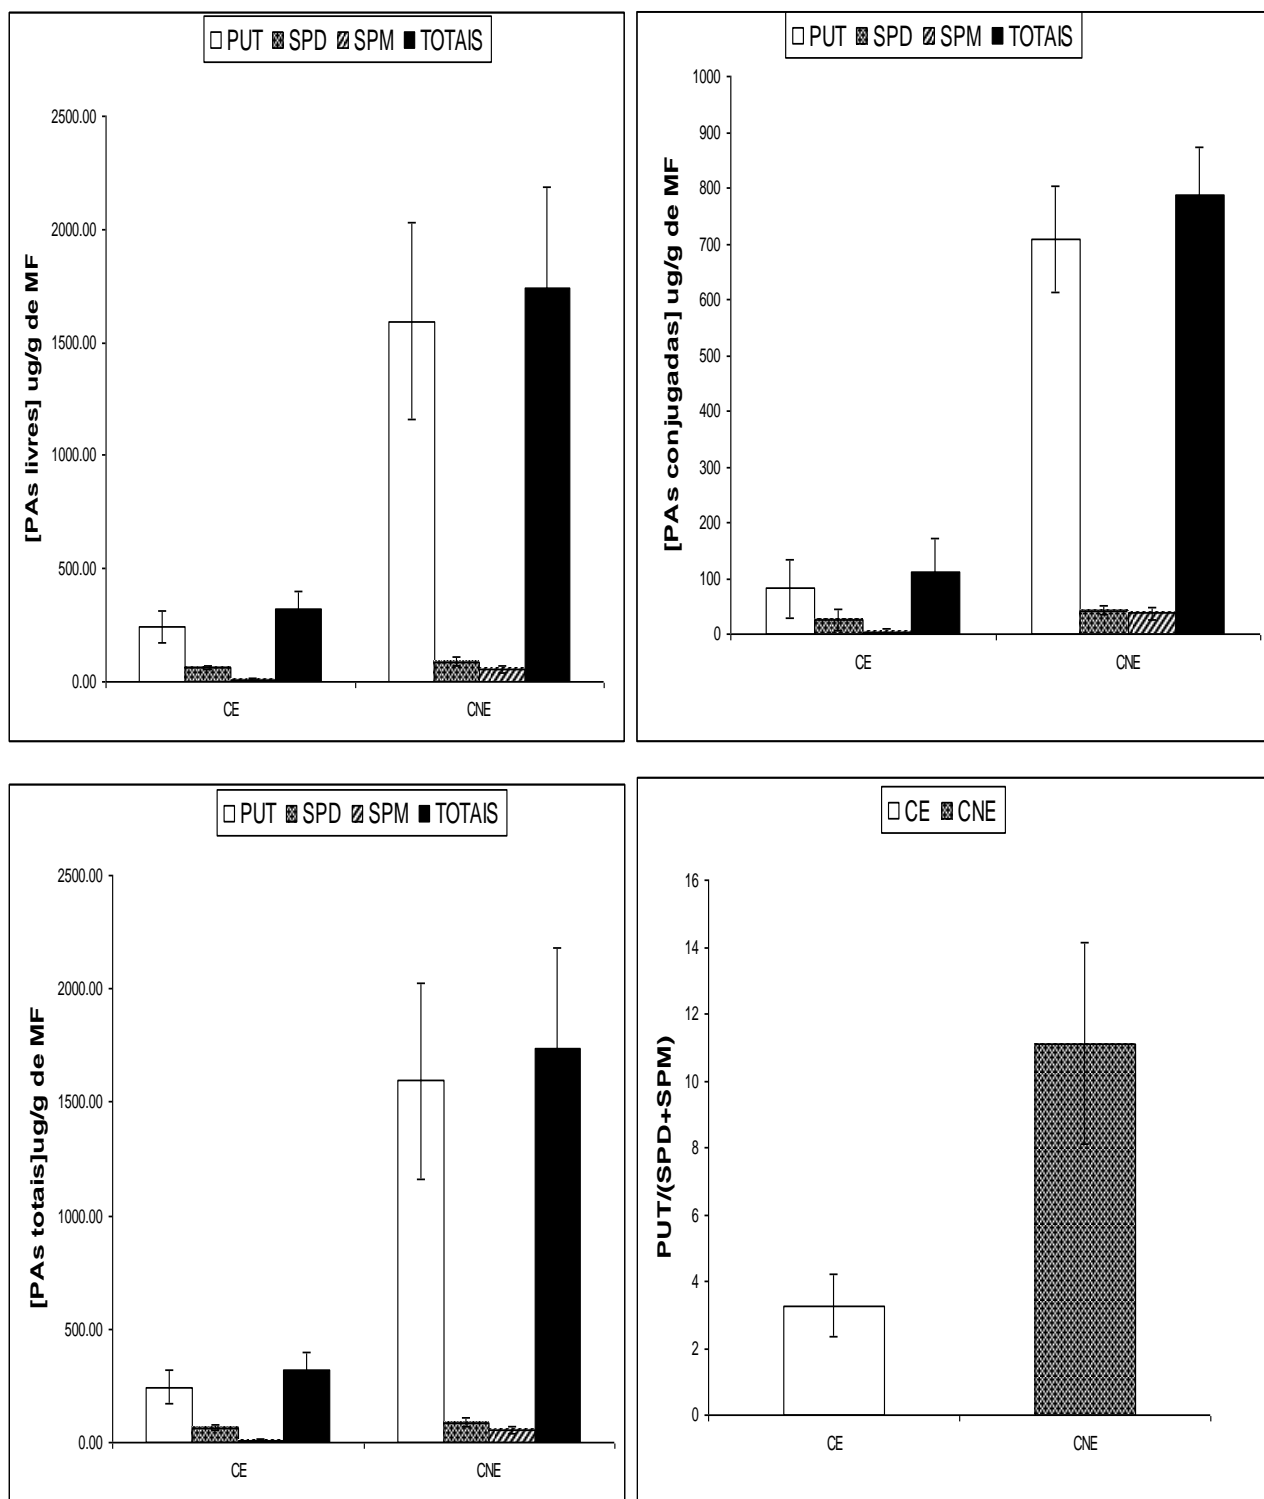 PUT SPD SPM TOTAIS
2500.00
2000.00
1500.00
1000.00
500.00
0.00
[PAs livres] ug/g de MF
CE CNE
PUT SPD SPM TOTAIS
1000
900
800
700
600
500
400
300
200
100
0
[PAs conjugadas] ug/g de MF
CE CNE
PUT SPD SPM TOTAIS
2500.00
2000.00
1500.00
1000.00
500.00
0.00
[PAs totais]ug/g de MF
CE CNE
CE CNE
16
14
12
10
8
6
4
2
0
PUT/(SPD+SPM)
CE CNE